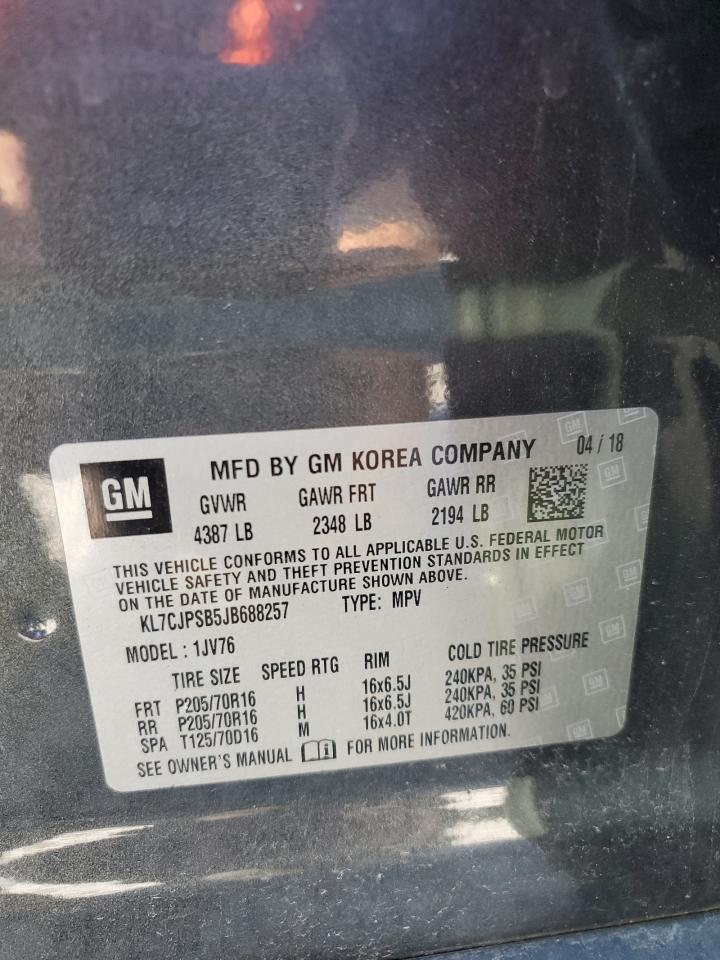 GM
MFD BY GM KOREA COMPANY 04 / 18
GVWR GAWR FRT GAWR RR
4387 LB 2348 LB 2194 LB
THIS VEHICLE CONFORMS TO ALL APPLICABLE U.S. FEDERAL MOTOR
VEHICLE SAFETY AND THEFT PREVENTION STANDARDS IN EFFECT
ON THE DATE OF MANUFACTURE SHOWN ABOVE.
KL7CJPSB5JB688257 TYPE: MPV
MODEL : 1JV76
TIRE SIZE SPEED RTG RIM COLD TIRE PRESSURE
FRT P205/70R16 H 16x6.5J 240KPA, 35 PSI
RR P205/70R16 H 16x6.5J 240KPA, 35 PSI
SPA T125/70D16 M 16x4.0T 420KPA, 60 PSI
SEE OWNER'S MANUAL FOR MORE INFORMATION.